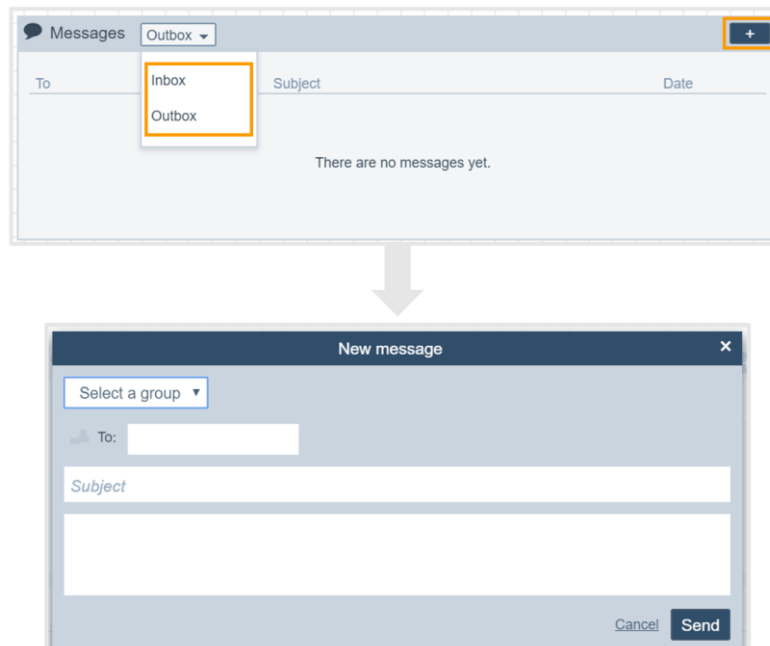 Messages Outbox +
To Subject Date
Inbox
Outbox
There are no messages yet.
New message ×
Select a group
To:
Subject
Cancel Send